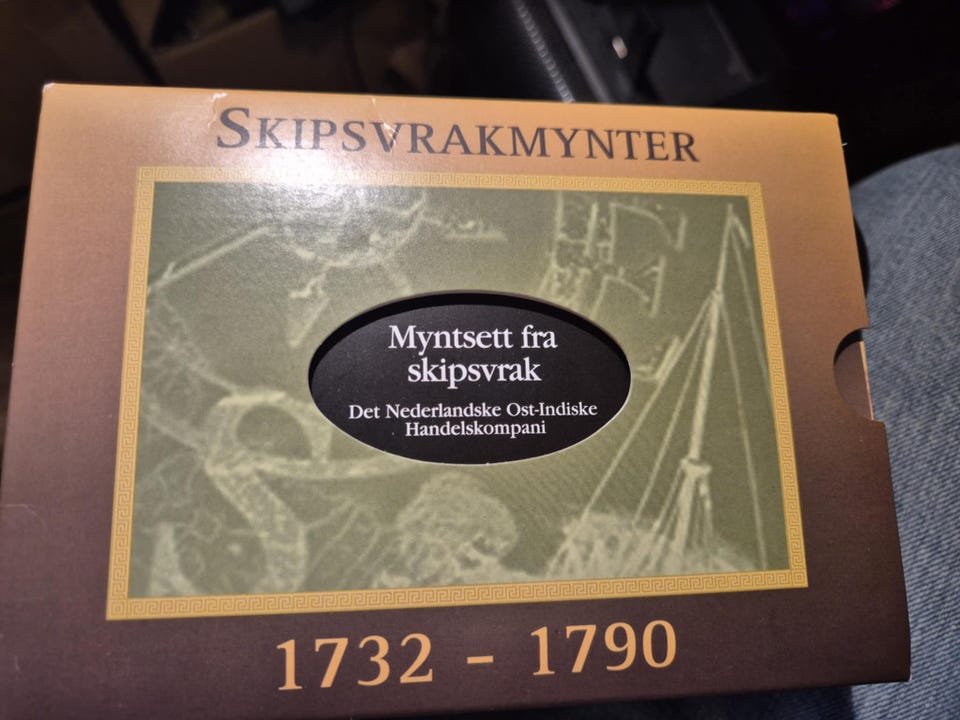 SKIPSVRAKMYNTER
Myntsett fra
skipsvrak
Det Nederlandske Ost-Indiske
Handelskompani
1732 - 1790